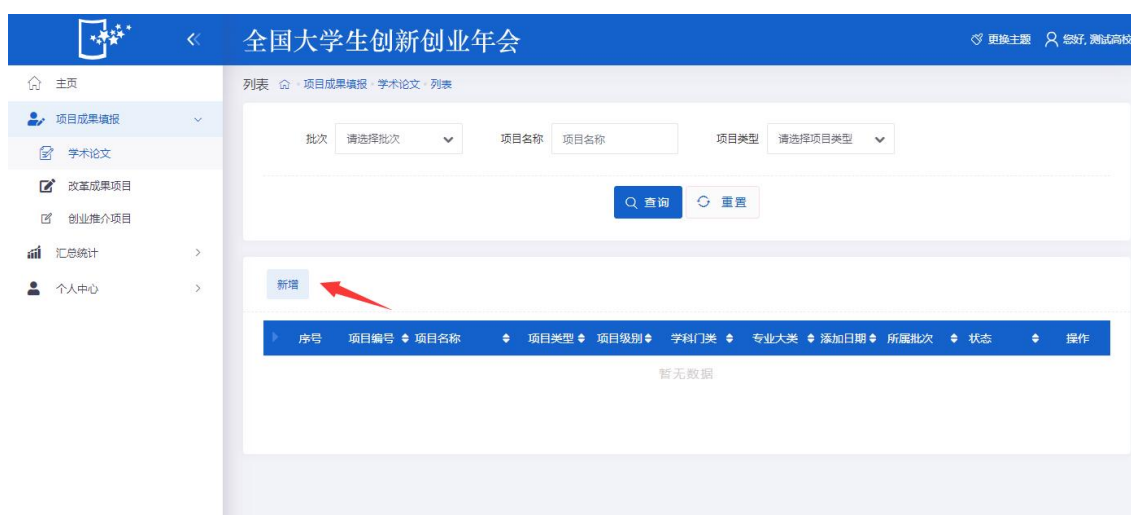 全国大学生创新创业年会
更换主题 您好, 测试高校
主页
项目成果填报
学术论文
改革成果项目
创业推介项目
汇总统计
个人中心
列表 · 项目成果填报 · 学术论文 · 列表
批次 请选择批次 项目名称 项目名称 项目类型 请选择项目类型
查询 重置
新增
序号 项目编号 项目名称 项目类型 项目级别 学科门类 专业大类 添加日期 所属批次 状态 操作
暂无数据